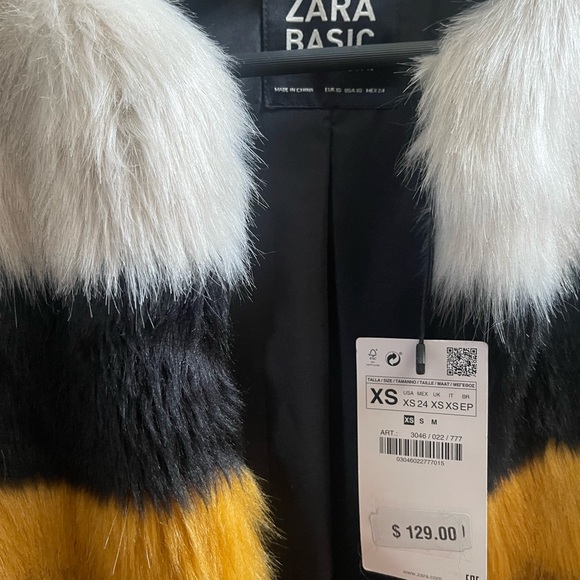 ZARA
BASIC
MADE IN CHINA
TALLA / SIZE / TAMANHO / TAILLE / MAAT /
XS
USA MEX UK IT BR
XS 24 XS XS EP
XS S M
ART.: 3046 / 022 / 777
03046022777015
$ 129.00
www.zara.com